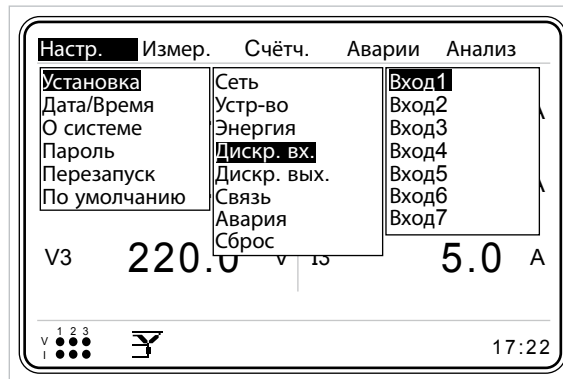 Настр. Измер. Счётч. Аварии Анализ
Установка
Дата/Время
О системе
Пароль
Перезапуск
По умолчанию
Сеть
Устр-во
Энергия
Дискр. вх.
Дискр. вых.
Связь
Авария
Сброс
Вход1
Вход2
Вход3
Вход4
Вход5
Вход6
Вход7
V3 220.0 V I3 5.0 A
1 2 3
V
I
17:22